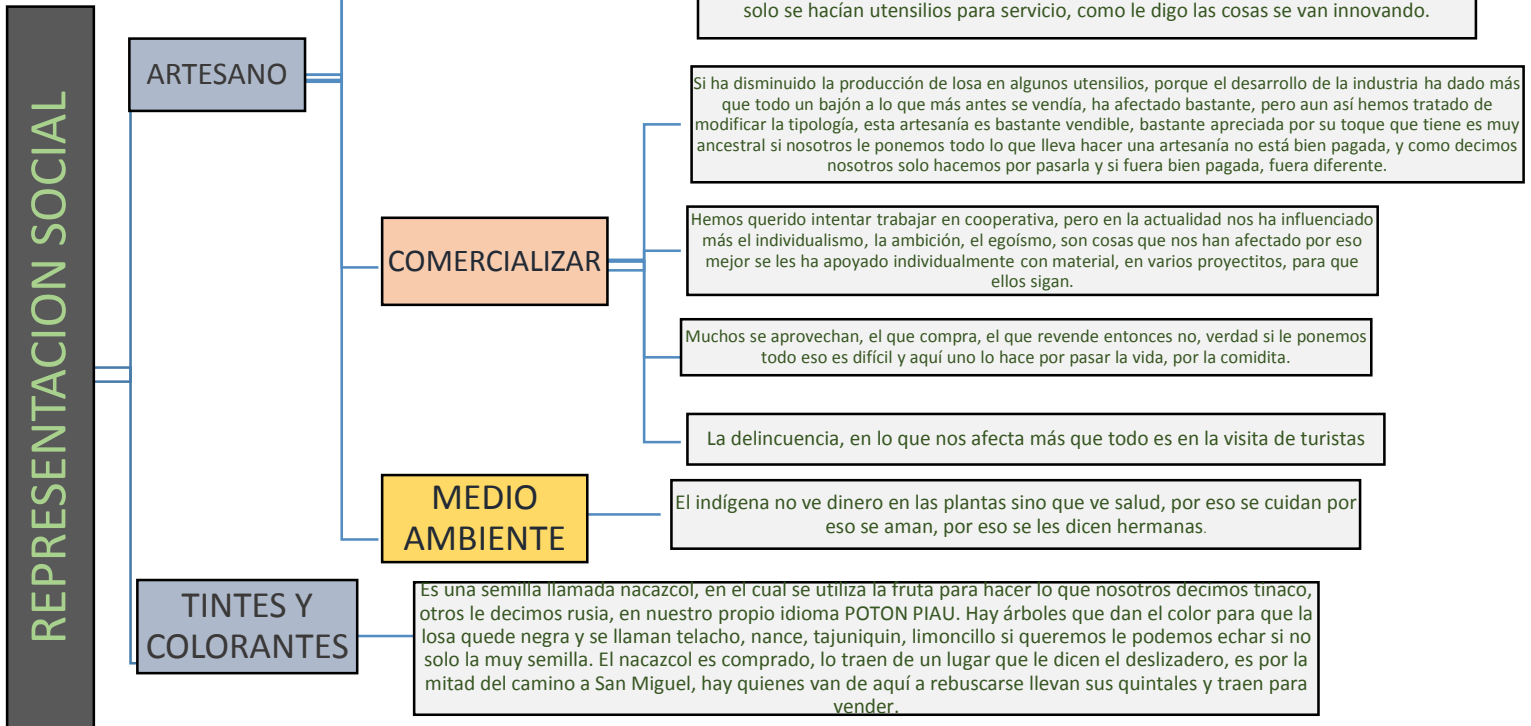 REPRESENTACION SOCIAL
ARTESANO
solo se hacían utensilios para servicio, como le digo las cosas se van innovando.
COMERCIALIZAR
Si ha disminuido la producción de losa en algunos utensilios, porque el desarrollo de la industria ha dado más
que todo un bajón a lo que más antes se vendía, ha afectado bastante, pero aun así hemos tratado de
modificar la tipología, esta artesanía es bastante vendible, bastante apreciada por su toque que tiene es muy
ancestral si nosotros le ponemos todo lo que lleva hacer una artesanía no está bien pagada, y como decimos
nosotros solo hacemos por pasarla y si fuera bien pagada, fuera diferente.
Hemos querido intentar trabajar en cooperativa, pero en la actualidad nos ha influenciado
más el individualismo, la ambición, el egoísmo, son cosas que nos han afectado por eso
mejor se les ha apoyado individualmente con material, en varios proyectitos, para que
ellos sigan.
Muchos se aprovechan, el que compra, el que revende entonces no, verdad si le ponemos
todo eso es difícil y aquí uno lo hace por pasar la vida, por la comidita.
La delincuencia, en lo que nos afecta más que todo es en la visita de turistas
MEDIO
AMBIENTE
El indígena no ve dinero en las plantas sino que ve salud, por eso se cuidan por
eso se aman, por eso se les dicen hermanas.
TINTES Y
COLORANTES
Es una semilla llamada nacazcol, en el cual se utiliza la fruta para hacer lo que nosotros decimos tinaco,
otros le decimos rusia, en nuestro propio idioma POTON PIAU. Hay árboles que dan el color para que la
losa quede negra y se llaman telacho, nance, tajuniquin, limoncillo si queremos le podemos echar si no
solo la muy semilla. El nacazcol es comprado, lo traen de un lugar que le dicen el deslizadero, es por la
mitad del camino a San Miguel, hay quienes van de aquí a rebuscarse llevan sus quintales y traen para
vender.